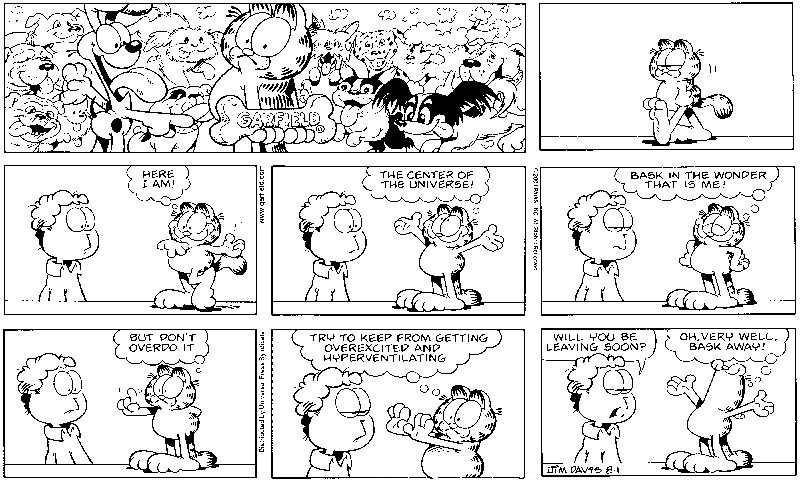 GARFIELD
HERE
I AM!
www.garfield.com
THE CENTER OF
THE UNIVERSE!
BASK IN THE WONDER
THAT IS ME!
BUT DON'T
OVERDO IT
Distributed by Universal Press Syndicate
TRY TO KEEP FROM GETTING
OVEREXCITED AND
HYPERVENTILATING
WILL YOU BE
LEAVING SOON?
OH, VERY WELL,
BASK AWAY!
JIM DAVIS 8·1